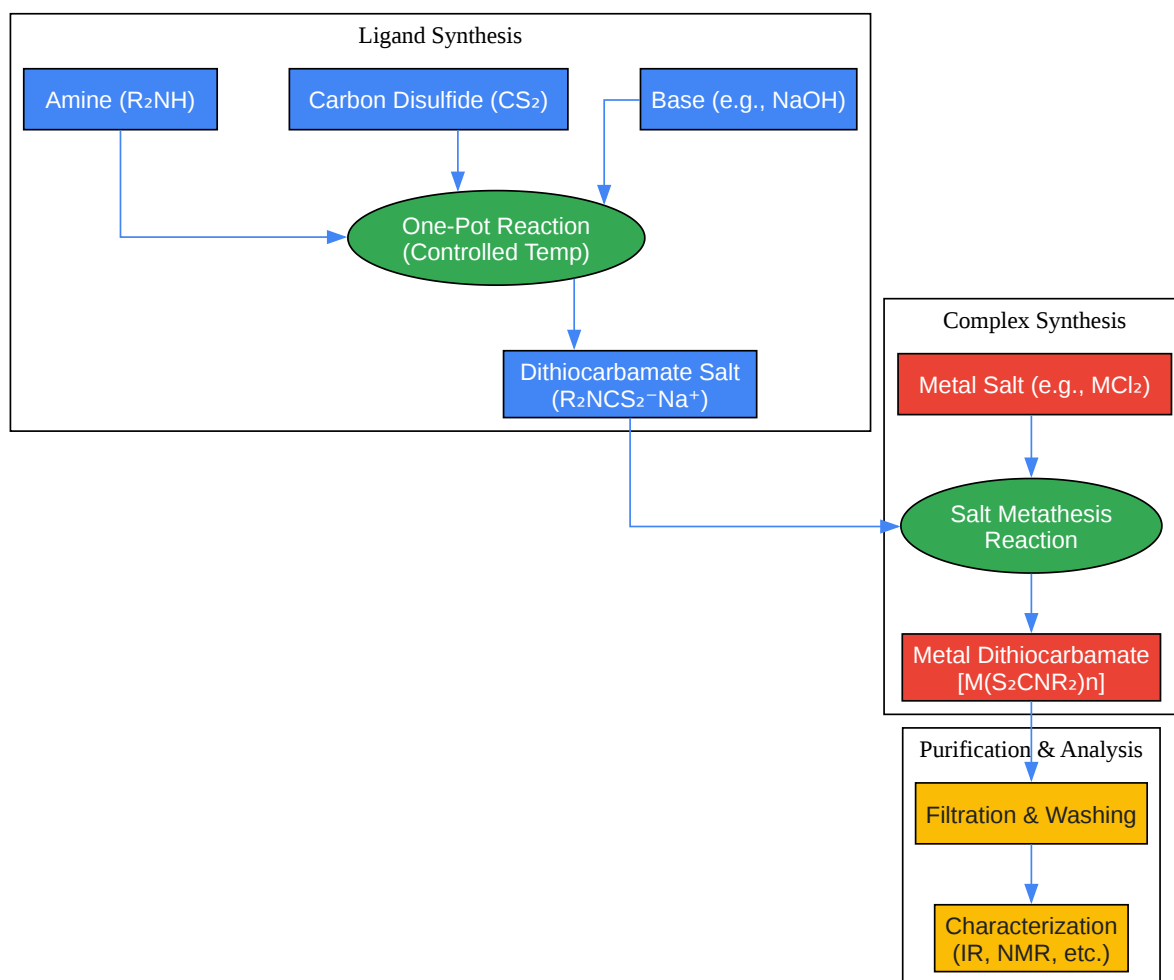 Ligand Synthesis
Amine (R₂NH)
Carbon Disulfide (CS₂)
Base (e.g., NaOH)
One-Pot Reaction
(Controlled Temp)
Dithiocarbamate Salt
(R₂NCS₂⁻Na⁺)
Complex Synthesis
Metal Salt (e.g., MCl₂)
Salt Metathesis
Reaction
Metal Dithiocarbamate
[M(S₂CNR₂)n]
Purification & Analysis
Filtration & Washing
Characterization
(IR, NMR, etc.)